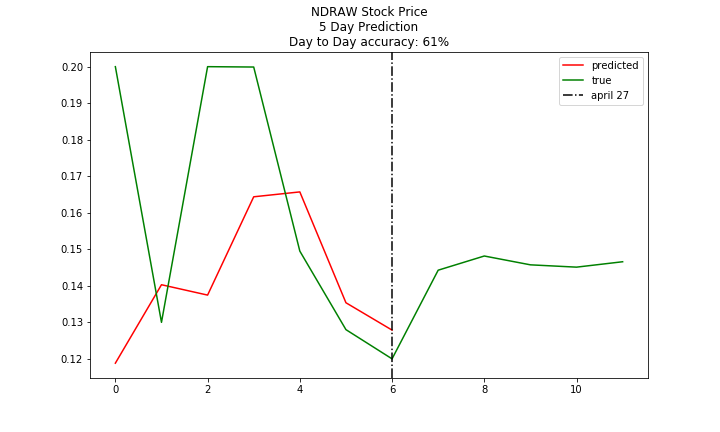 NDRAW Stock Price
5 Day Prediction
Day to Day accuracy: 61%
predicted
true
april 27
0.20
0.19
0.18
0.17
0.16
0.15
0.14
0.13
0.12
0 2 4 6 8 10